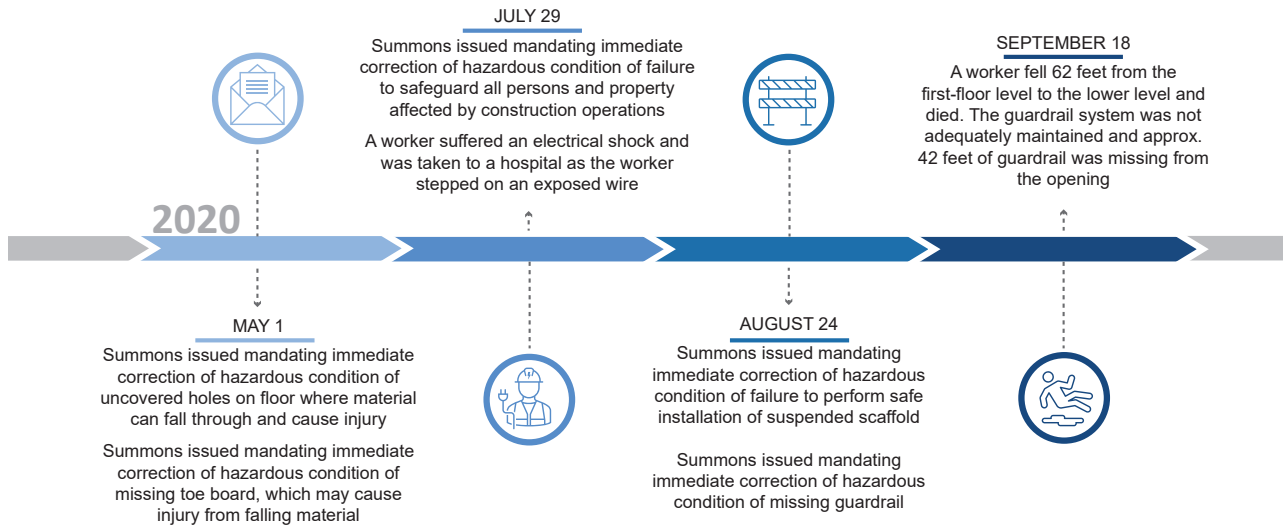 2020
MAY 1
Summons issued mandating immediate
correction of hazardous condition of
uncovered holes on floor where material
can fall through and cause injury
Summons issued mandating immediate
correction of hazardous condition of
missing toe board, which may cause
injury from falling material
JULY 29
Summons issued mandating immediate
correction of hazardous condition of failure
to safeguard all persons and property
affected by construction operations
A worker suffered an electrical shock and
was taken to a hospital as the worker
stepped on an exposed wire
AUGUST 24
Summons issued mandating
immediate correction of hazardous
condition of failure to perform safe
installation of suspended scaffold
Summons issued mandating
immediate correction of hazardous
condition of missing guardrail
SEPTEMBER 18
A worker fell 62 feet from the
first-floor level to the lower level and
died. The guardrail system was not
adequately maintained and approx.
42 feet of guardrail was missing from
the opening